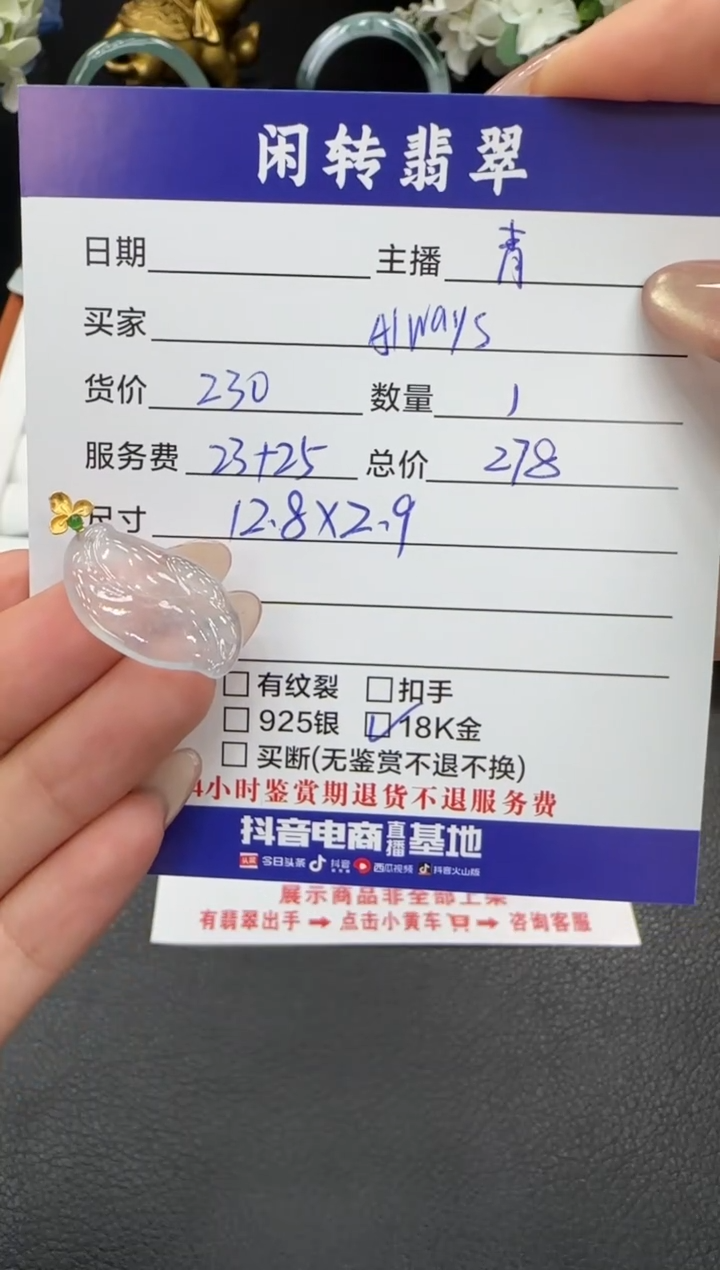 闲转翡翠
日期 主播 青
买家 Always
货价 230 数量 1
服务费 23+25 总价 278
尺寸 12.8X2.9
有纹裂 扣手
925银 18K金
买断(无鉴赏不退不换)
4小时鉴赏期退货不退服务费
抖音电商直播基地
头条 今日头条 抖音 西瓜视频 抖音火山版
展示商品非全部上架
有翡翠出手→点击小黄车→咨询客服